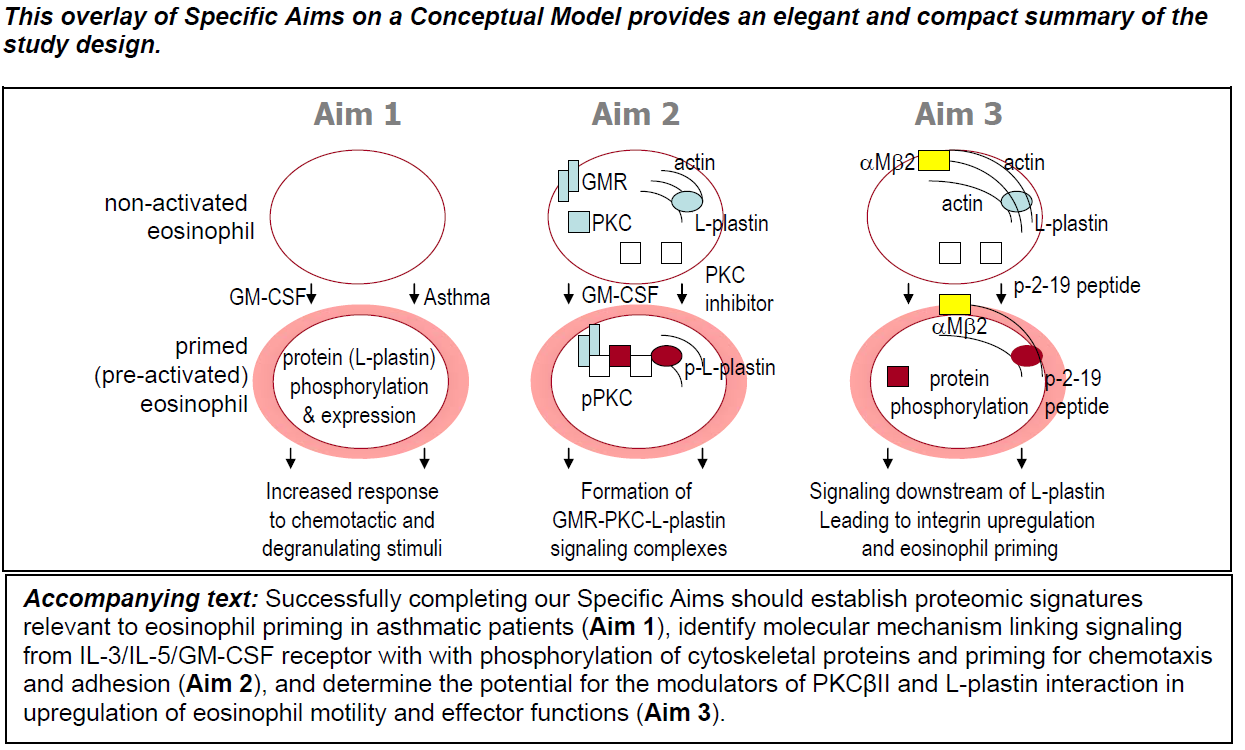 This overlay of Specific Aims on a Conceptual Model provides an elegant and compact summary of the
study design.
Aim 1
Aim 2
Aim 3
non-activated
eosinophil
GMR
actin
PKC
L-plastin
αMβ2
actin
actin
L-plastin
GM-CSF
Asthma
GM-CSF
PKC
inhibitor
p-2-19 peptide
primed
(pre-activated)
eosinophil
protein (L-plastin)
phosphorylation
& expression
p-L-plastin
pPKC
αMβ2
protein
phosphorylation
p-2-19
peptide
Increased response
to chemotactic and
degranulating stimuli
Formation of
GMR-PKC-L-plastin
signaling complexes
Signaling downstream of L-plastin
Leading to integrin upregulation
and eosinophil priming
Accompanying text: Successfully completing our Specific Aims should establish proteomic signatures
relevant to eosinophil priming in asthmatic patients (Aim 1), identify molecular mechanism linking signaling
from IL-3/IL-5/GM-CSF receptor with with phosphorylation of cytoskeletal proteins and priming for chemotaxis
and adhesion (Aim 2), and determine the potential for the modulators of PKCβII and L-plastin interaction in
upregulation of eosinophil motility and effector functions (Aim 3).